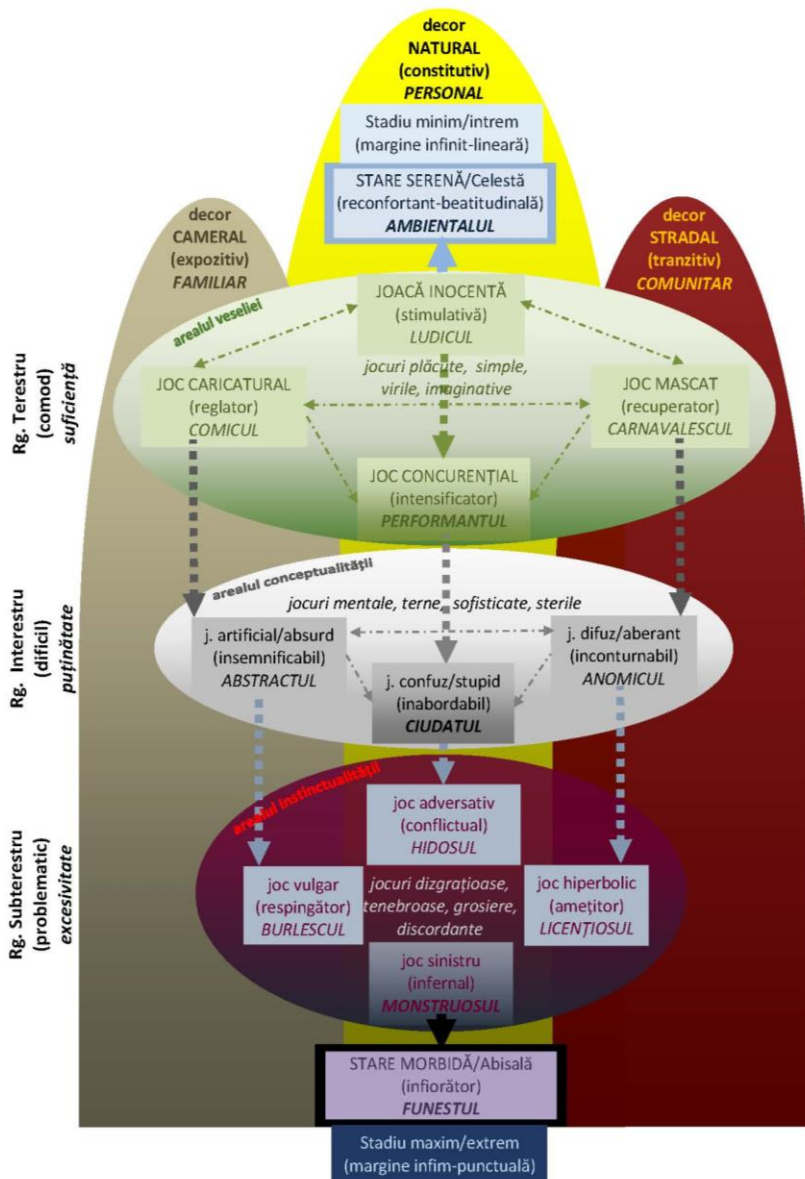 decor
NATURAL
(constitutiv)
PERSONAL
Stadiu minim/intrem
(margine infinit-lineară)
STARE SERENĂ/Celestă
(reconfortant-beatitudinală)
AMBIENTALUL
decor
CAMERAL
(expozitiv)
FAMILIAR
decor
STRADAL
(tranzitiv)
COMUNITAR
Rg. Terestru
(comod)
suficiență
arealul veseliei
JOACĂ INOCENTĂ
(stimulativă)
LUDICUL
jocuri plăcute, simple,
virile, imaginative
JOC CARICATURAL
(reglator)
COMICUL
JOC MASCAT
(recuperator)
CARNAVALESCUL
JOC CONCURENȚIAL
(intensificator)
PERFORMANTUL
Rg. Interestru
(dificil)
puținătate
arealul conceptualității
jocuri mentale, terne, sofisticate, sterile
j. artificial/absurd
(insemnificabil)
ABSTRACTUL
j. difuz/aberant
(inconturnabil)
ANOMICUL
j. confuz/stupid
(inabordabil)
CIUDATUL
Rg. Subterestru
(problematic)
excesivitate
arealul instinctualității
joc adversativ
(conflictual)
HIDOSUL
joc vulgar
(respingător)
BURLESCUL
jocuri dizgrațioase,
tenebroase, grosiere,
discordante
joc hiperbolic
(amețitor)
LICENȚIOSUL
joc sinistru
(infernal)
MONSTRUOSUL
STARE MORBIDĂ/Abisală
(infiorător)
FUNESTUL
Stadiu maxim/extrem
(margine infim-punctuală)